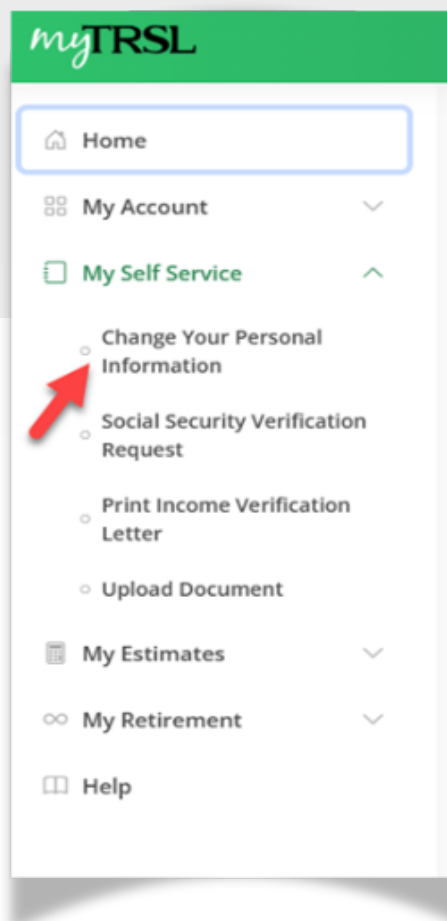 myTRSL
Home
My Account
My Self Service
Change Your Personal
Information
Social Security Verification
Request
Print Income Verification
Letter
Upload Document
My Estimates
My Retirement
Help